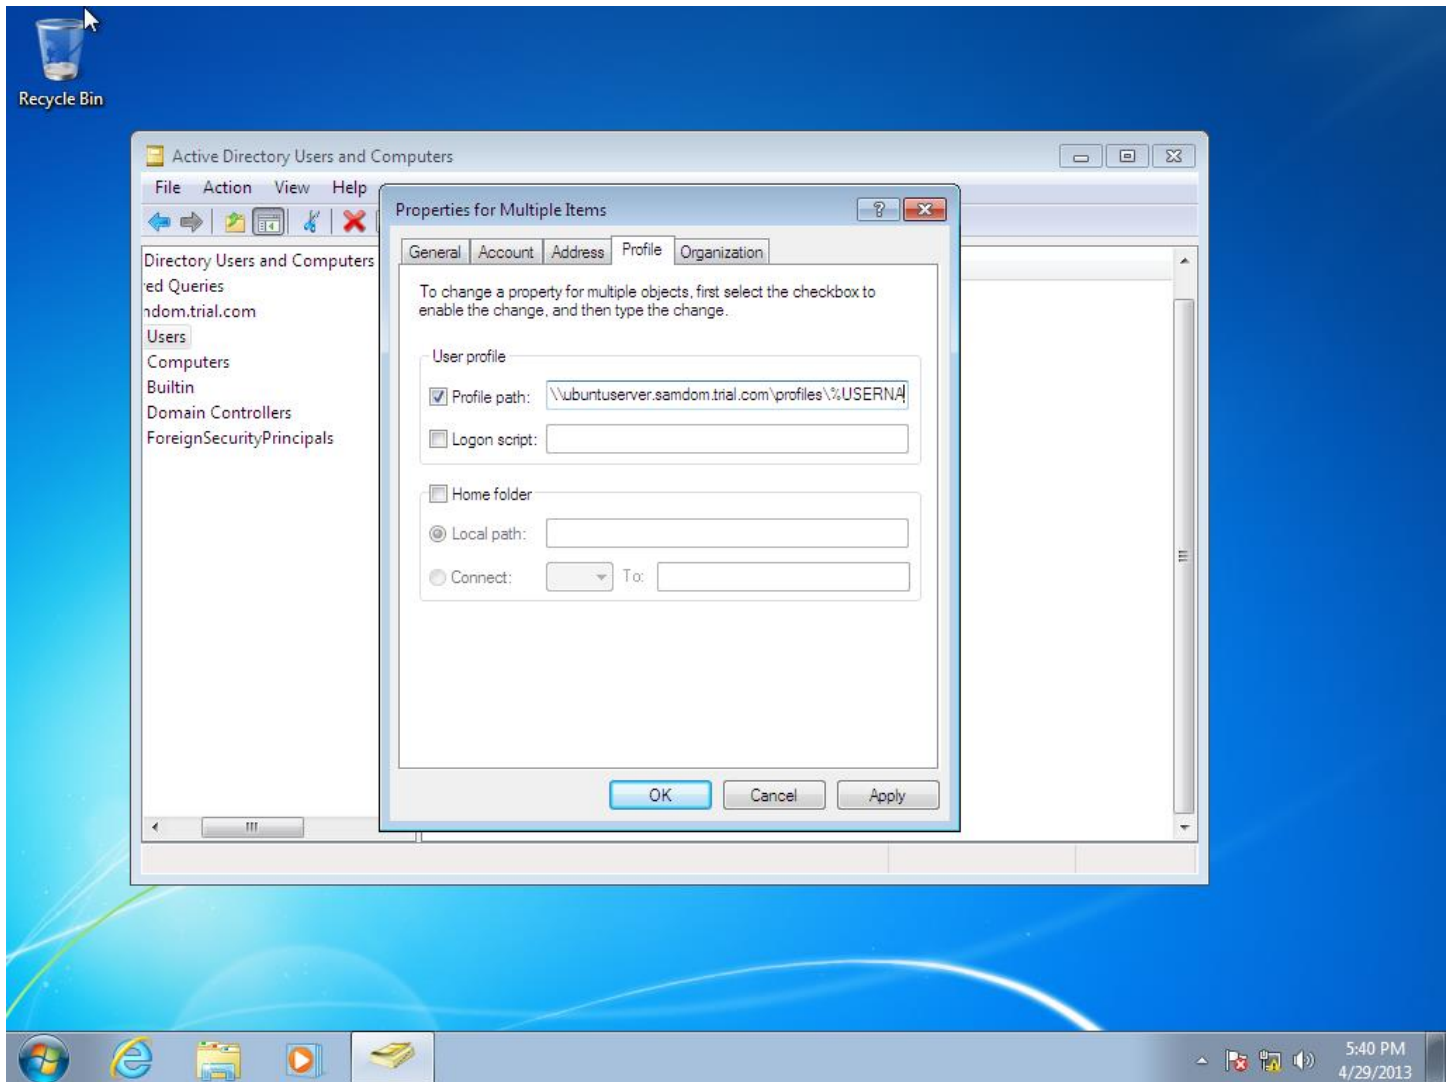 Recycle Bin
Active Directory Users and Computers
File Action View Help
Properties for Multiple Items
General Account Address Profile Organization
Directory Users and Computers
ed Queries
dom.trial.com
Users
Computers
Builtin
Domain Controllers
ForeignSecurityPrincipals
To change a property for multiple objects, first select the checkbox to
enable the change, and then type the change.
User profile
Profile path: \\ubuntuserver.samdom.trial.com\profiles\%USERNA
Logon script:
Home folder
Local path:
Connect: To:
OK Cancel Apply
5:40 PM
4/29/2013